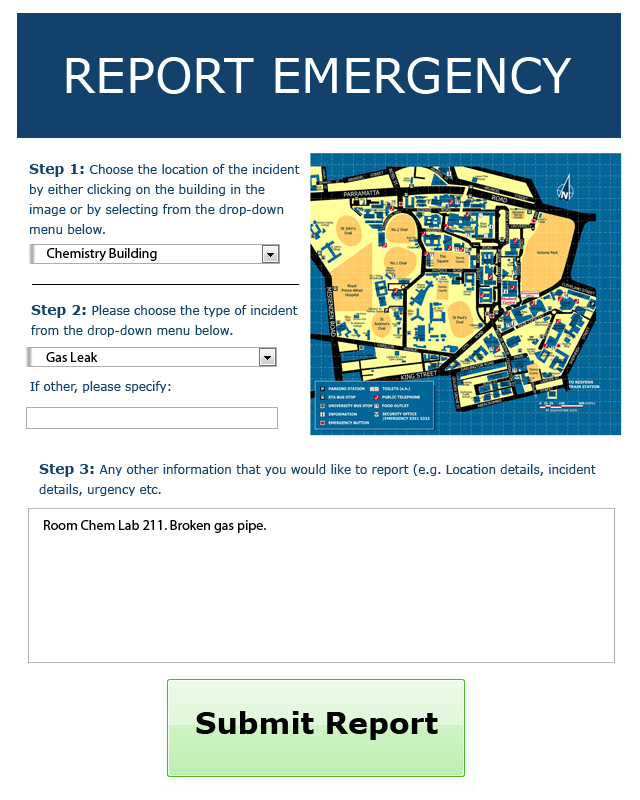 REPORT EMERGENCY
Step 1: Choose the location of the incident
by either clicking on the building in the
image or by selecting from the drop-down
menu below.
Chemistry Building
Step 2: Please choose the type of incident
from the drop-down menu below.
Gas Leak
If other, please specify:
PARRAMATTA
ROAD
St John's
Oval
No.2 Oval
No.1 Oval
The
Square
Victoria Park
Royal
Prince Alfred
Hospital
MISSENDEN ROAD
St
Andrew's
Oval
St Paul's
Oval
CLEVELAND STREET
KING STREET
TO REDFERN
TRAIN STATION
PARKING STATION
STA BUS STOP
UNIVERSITY BUS STOP
INFORMATION
EMERGENCY BUTTON
TOILETS (a.h.)
PUBLIC TELEPHONE
FOOD OUTLET
SECURITY OFFICE
/EMERGENCY 9351 3333
Step 3: Any other information that you would like to report (e.g. Location details, incident
details, urgency etc.
Room Chem Lab 211. Broken gas pipe.
Submit Report